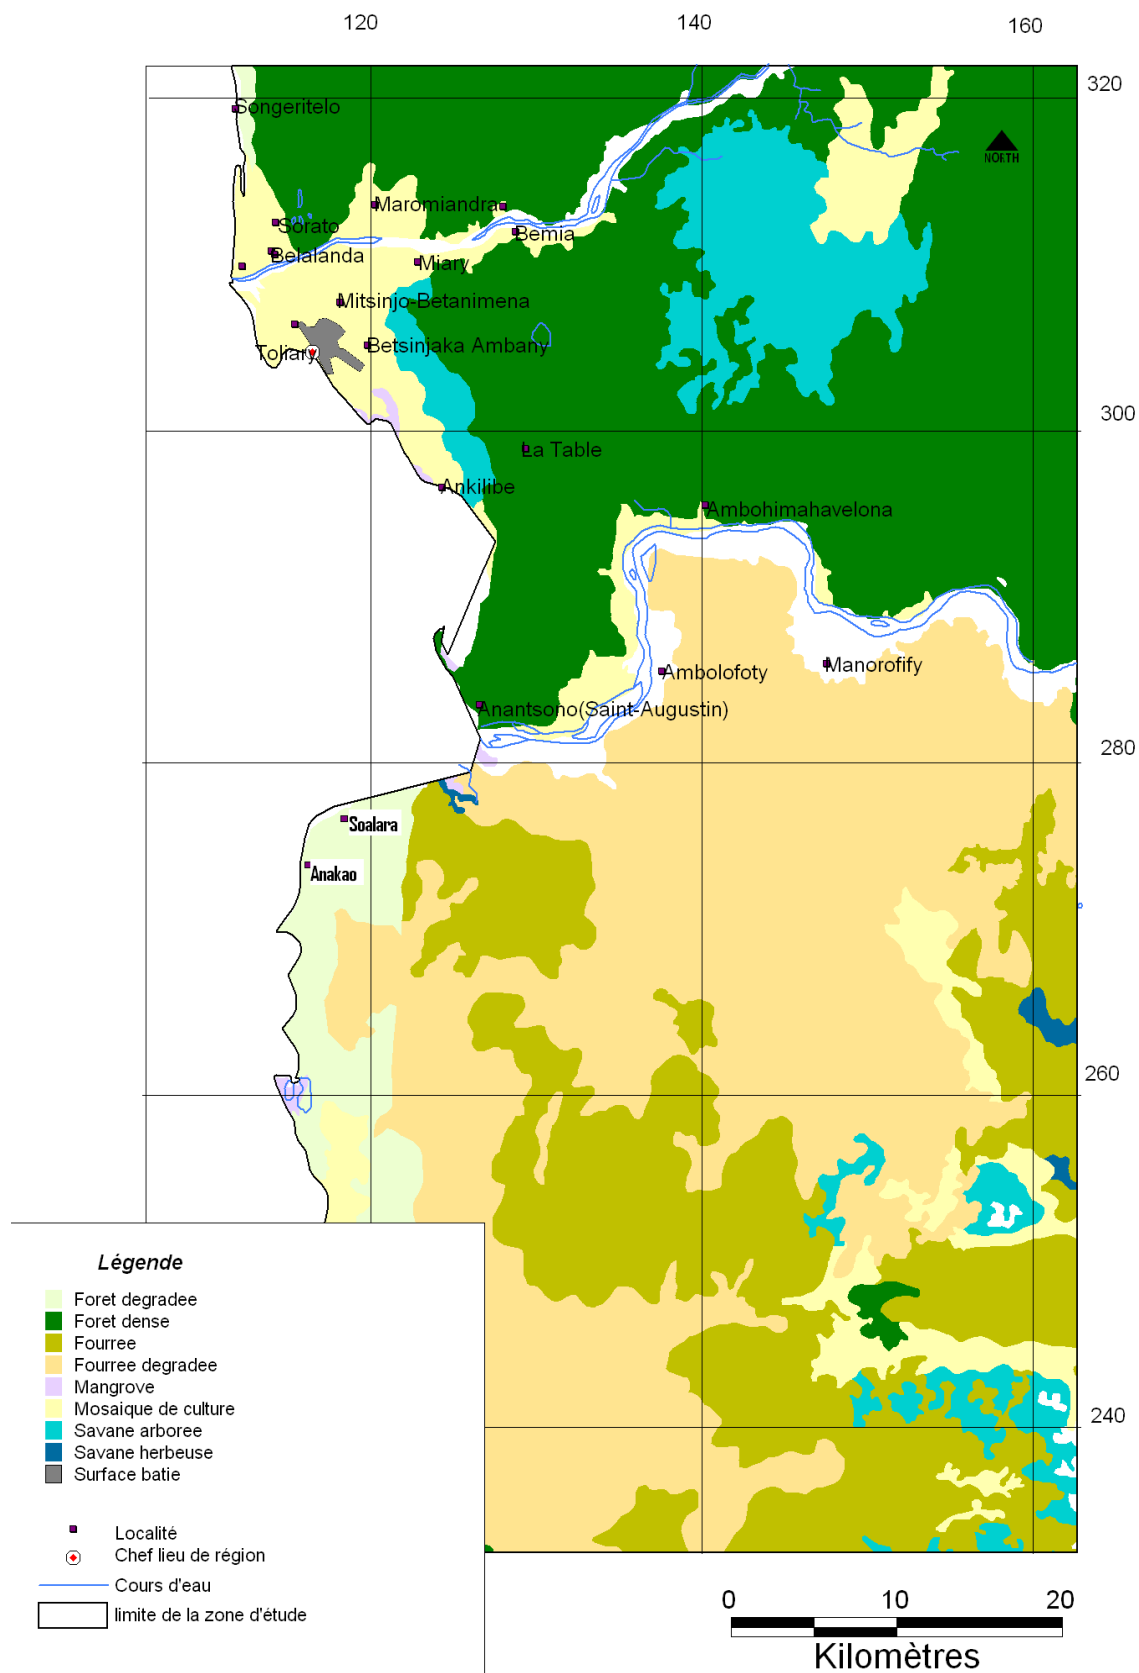 120 140 160
320
Songeritelo
NORTH
Maromiandra
Sorato
Bemia
Belalanda
Miary
Mitsinjo-Betanimena
Toliary
Betsinjaka Ambany
300
La Table
Ankilibe
Ambohimahavelona
Ambolofoty
Manorofify
Anantsono(Saint-Augustin)
280
Soalara
Anakao
260
240
Légende
Foret degradee
Foret dense
Fourree
Fourree degradee
Mangrove
Mosaique de culture
Savane arboree
Savane herbeuse
Surface batie
Localité
Chef lieu de région
Cours d'eau
limite de la zone d'étude
0 10 20
Kilomètres